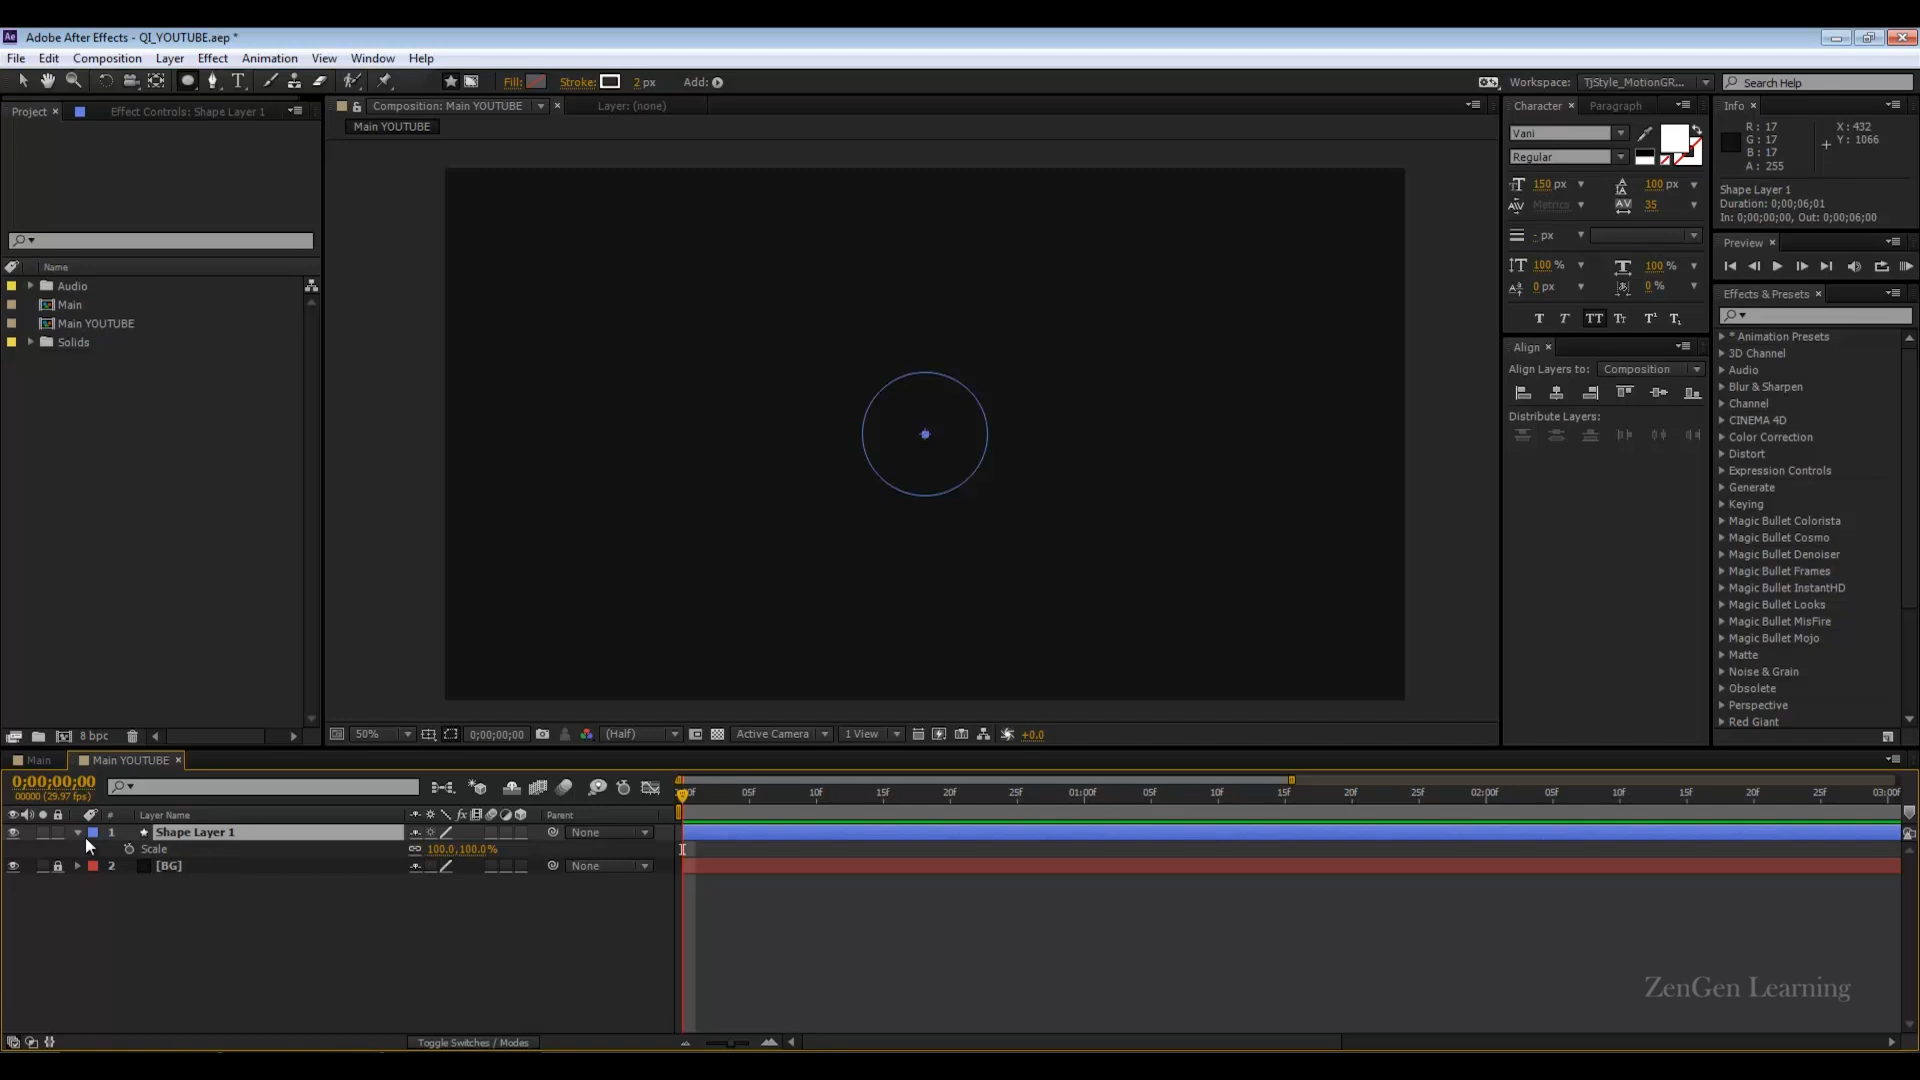 Adobe After Effects - QI_YOUTUBE.aep *
File Edit Composition Layer Effect Animation View Window Help
Fill: Stroke: 2 px Add: Workspace: TjStyle_MotionGR... Search Help
Project Effect Controls: Shape Layer 1
Composition: Main YOUTUBE Layer: (none)
Main YOUTUBE
Name
Audio
Main
Main YOUTUBE
Solids
8 bpc
50% 0;00;00;00 (Half) Active Camera 1 View +0.0
Character Paragraph
Vani
Regular
150 px 100 px
Metrics 35
- px
100 % 100 %
0 px 0 %
T T TT Tt T¹ T₁
Align
Align Layers to: Composition
Distribute Layers:
Info
R : 17 X : 432
G : 17 Y : 1066
B : 17
A : 255
Shape Layer 1
Duration: 0;00;06;01
In: 0;00;00;00, Out: 0;00;06;00
Preview
Effects & Presets
* Animation Presets
3D Channel
Audio
Blur & Sharpen
Channel
CINEMA 4D
Color Correction
Distort
Expression Controls
Generate
Keying
Magic Bullet Colorista
Magic Bullet Cosmo
Magic Bullet Denoiser
Magic Bullet Frames
Magic Bullet InstantHD
Magic Bullet Looks
Magic Bullet MisFire
Magic Bullet Mojo
Matte
Noise & Grain
Obsolete
Perspective
Red Giant
Main Main YOUTUBE
0;00;00;00
00000 (29.97 fps)
05f 10f 15f 20f 25f 01:00f 05f 10f 15f 20f 25f 02:00f 05f 10f 15f 20f 25f 03:00f
# Layer Name Parent
1 Shape Layer 1 None
Scale 100.0,100.0%
2 [BG] None
ZenGen Learning
Toggle Switches / Modes